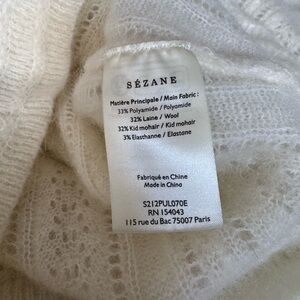 SÉZANE
Matière Principale / Main Fabric :
33% Polyamide / Polyamide
32% Laine / Wool
32% Kid mohair / Kid mohair
3% Elasthanne / Elastane
Fabriqué en Chine
Made in China
S212PUL070E
RN 154043
115 rue du Bac 75007 Paris